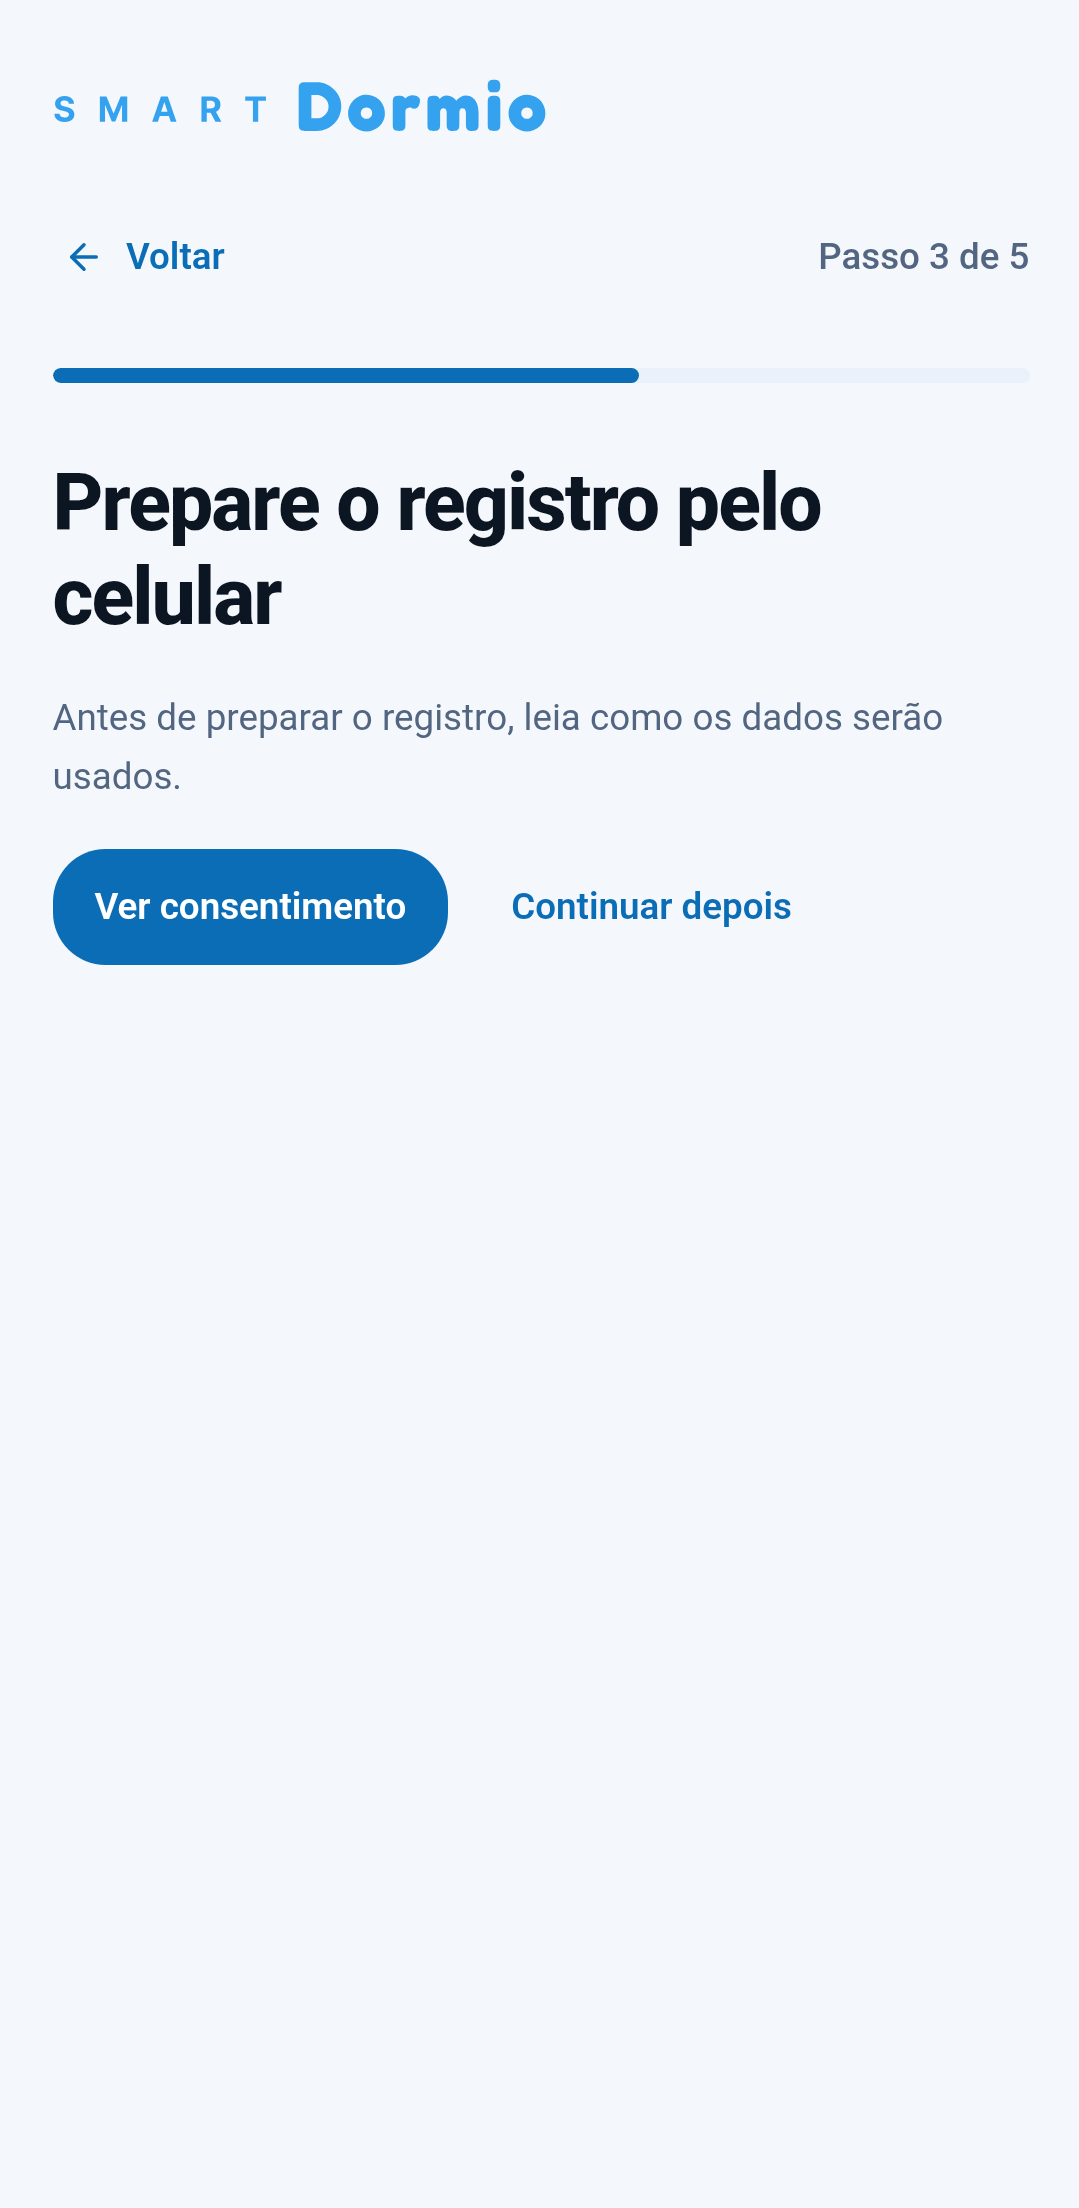 SMART Dormio
Voltar
Passo 3 de 5
Prepare o registro pelo
celular
Antes de preparar o registro, leia como os dados serão
usados.
Ver consentimento
Continuar depois